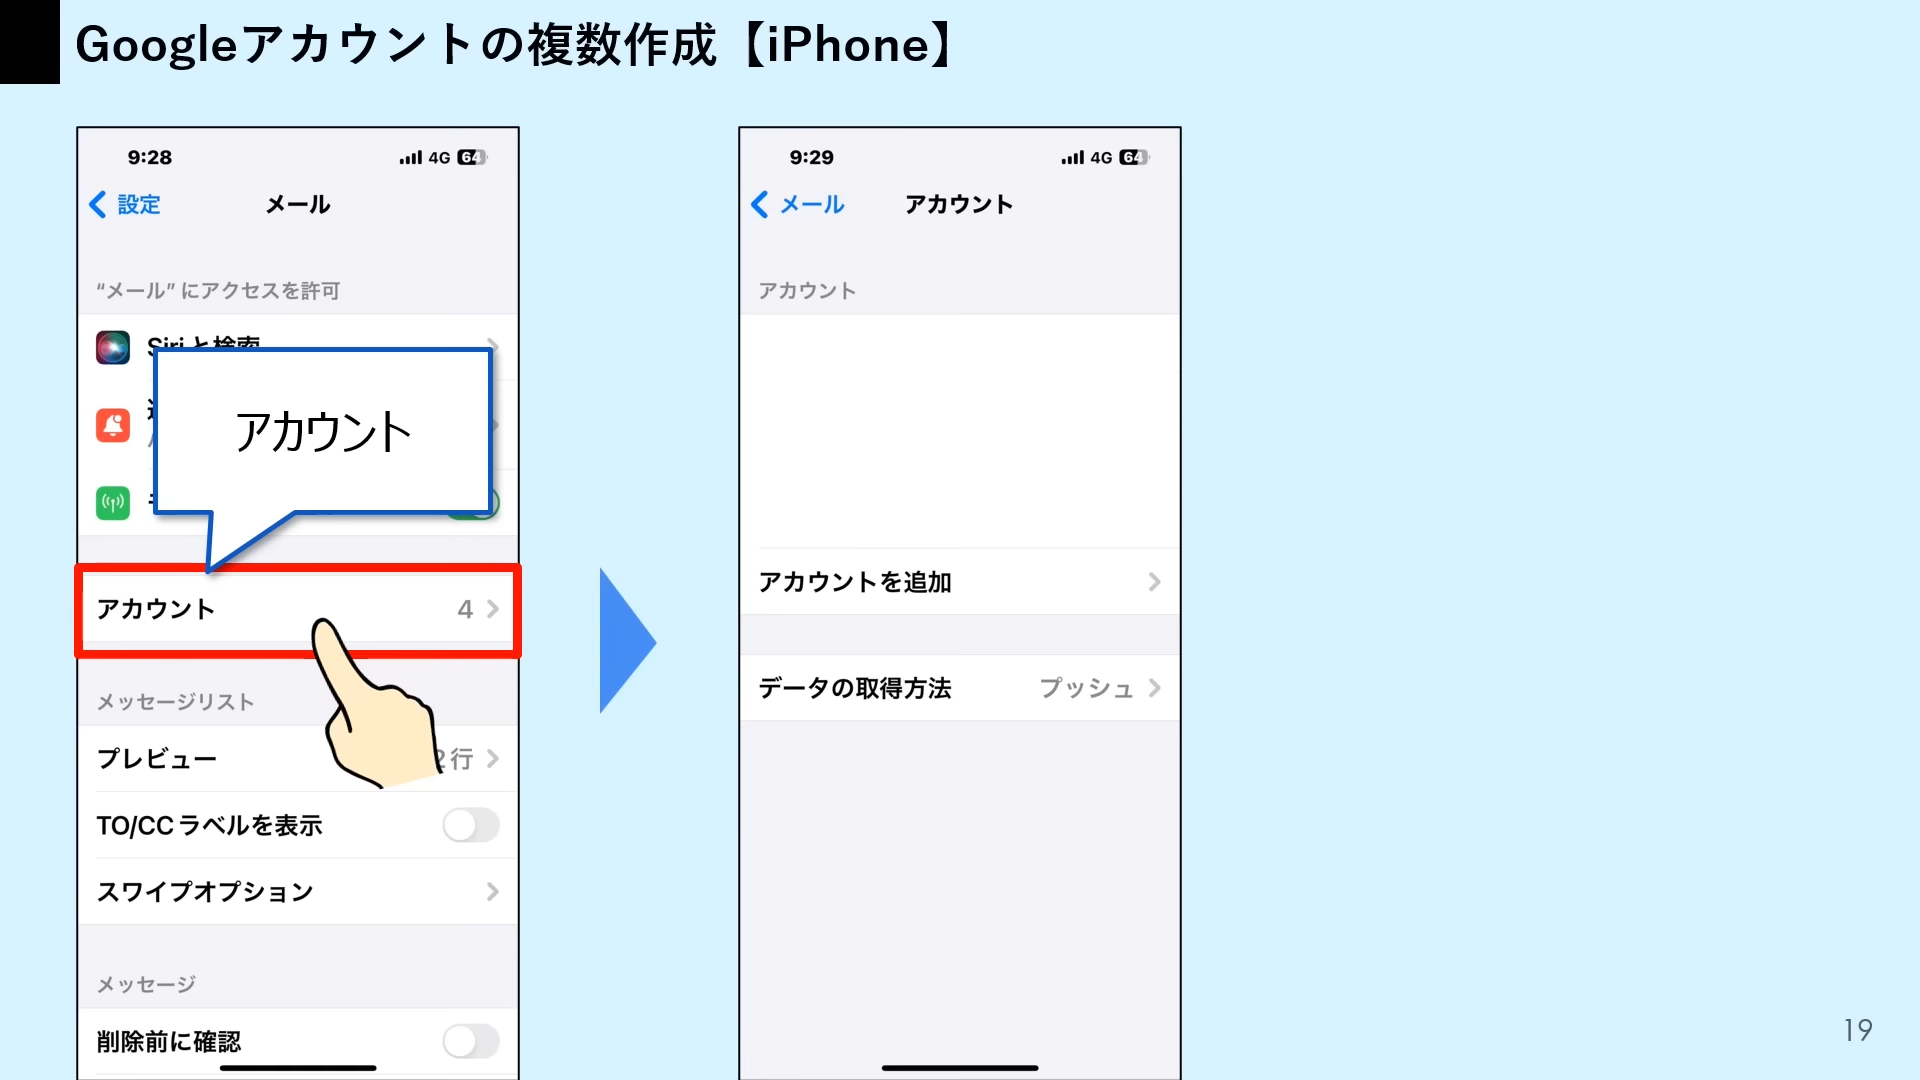 Googleアカウントの複数作成【iPhone】
9:28
4G 64
設定
メール
“メール” にアクセスを許可
Siri と検索
アカウント
アカウント
4
メッセージリスト
プレビュー
2 行
TO/CC ラベルを表示
スワイプオプション
メッセージ
削除前に確認
9:29
4G 64
メール
アカウント
アカウント
アカウントを追加
データの取得方法
プッシュ
19